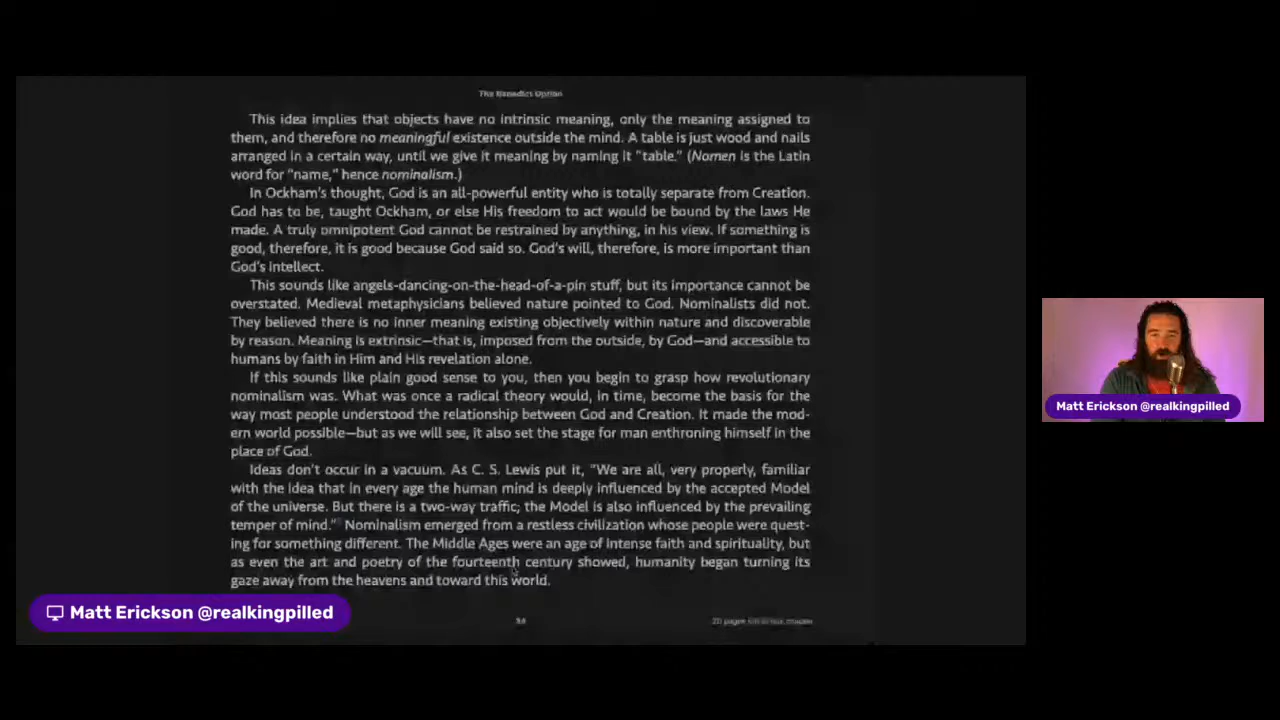 The Benedict Option
This idea implies that objects have no intrinsic meaning, only the meaning assigned to
them, and therefore no meaningful existence outside the mind. A table is just wood and nails
arranged in a certain way, until we give it meaning by naming it “table.” (Nomen is the Latin
word for “name,” hence nominalism.)
In Ockham’s thought, God is an all-powerful entity who is totally separate from Creation.
God has to be, taught Ockham, or else His freedom to act would be bound by the laws He
made. A truly omnipotent God cannot be restrained by anything, in his view. If something is
good, therefore, it is good because God said so. God’s will, therefore, is more important than
God’s intellect.
This sounds like angels-dancing-on-the-head-of-a-pin stuff, but its importance cannot be
overstated. Medieval metaphysicians believed nature pointed to God. Nominalists did not.
They believed there is no inner meaning existing objectively within nature and discoverable
by reason. Meaning is extrinsic—that is, imposed from the outside, by God—and accessible to
humans by faith in Him and His revelation alone.
If this sounds like plain good sense to you, then you begin to grasp how revolutionary
nominalism was. What was once a radical theory would, in time, become the basis for the
way most people understood the relationship between God and Creation. It made the mod-
ern world possible—but as we will see, it also set the stage for man enthroning himself in the
place of God.
Ideas don’t occur in a vacuum. As C. S. Lewis put it, “We are all, very properly, familiar
with the idea that in every age the human mind is deeply influenced by the accepted Model
of the universe. But there is a two-way traffic; the Model is also influenced by the prevailing
temper of mind.” Nominalism emerged from a restless civilization whose people were quest-
ing for something different. The Middle Ages were an age of intense faith and spirituality, but
as even the art and poetry of the fourteenth century showed, humanity began turning its
gaze away from the heavens and toward this world.
20 pages
Matt Erickson @realkingpilled
Matt Erickson @realkingpilled